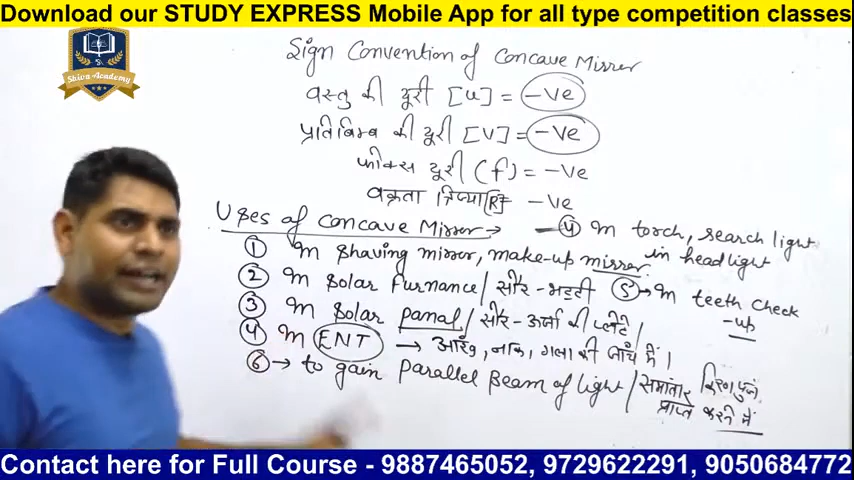 Download our STUDY EXPRESS Mobile App for all type competition classes
Shiva Academy
Sign Convention of Concave Mirror
वस्तु की दूरी [u] = -Ve
प्रतिबिम्ब की दूरी [v] = -Ve
फोकस दूरी (f) = -Ve
वक्रता त्रिज्या [R]= -Ve
Uses of Concave Mirror →
① In Shaving mirror, make-up mirror
② In Solar Furnance / सौर-भट्टी
③ In Solar panal / सौर-ऊर्जा की प्लेटे /
④ In ENT → आँख, नाक, गला की जाँच में।
⑥ → to gain Parallel Beam of light / समांतर किरण पुंज
प्राप्त करने में
④ In torch, search light
in headlight
⑤ → In teeth check
-up
Contact here for Full Course - 9887465052, 9729622291, 9050684772